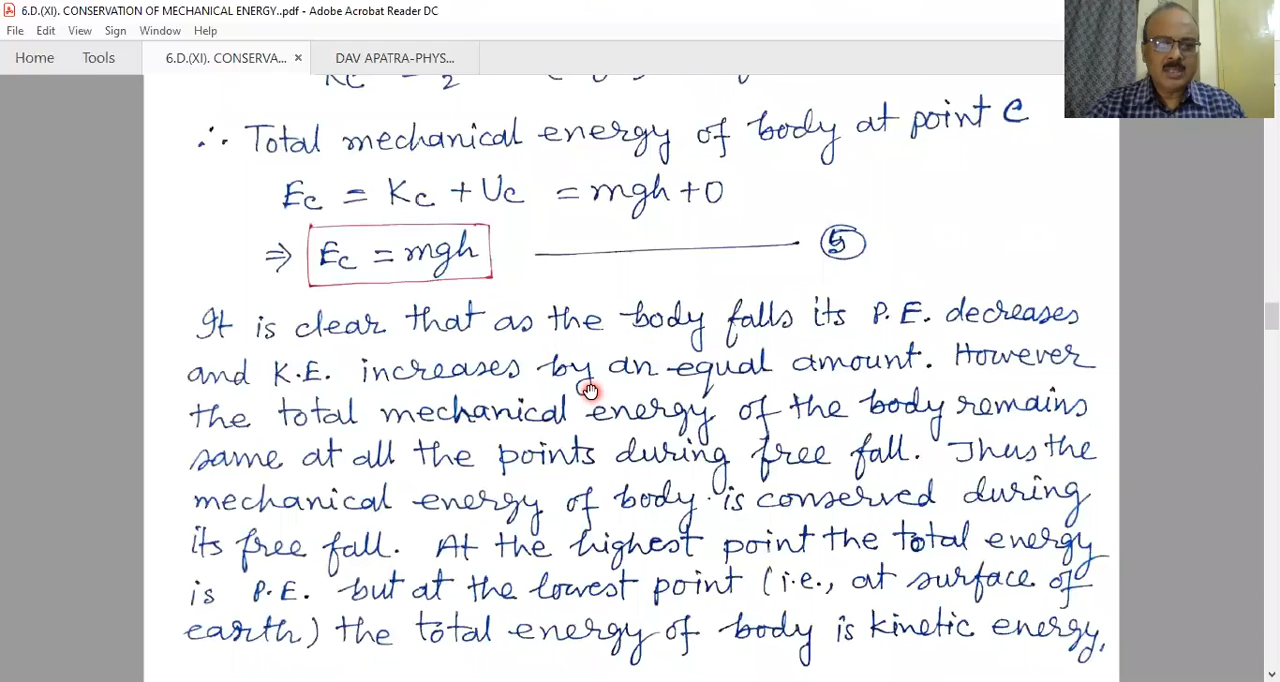 6.D.(XI). CONSERVATION OF MECHANICAL ENERGY..pdf - Adobe Acrobat Reader DC
File Edit View Sign Window Help
Home Tools 6.D.(XI). CONSERVA... × DAV APATRA-PHYS...
∴ Total mechanical energy of body at point C
Ec = Kc + Uc = mgh + 0
⇒ Ec = mgh ——— 5
It is clear that as the body falls its P.E. decreases
and K.E. increases by an equal amount. However
the total mechanical energy of the body remains
same at all the points during free fall. Thus the
mechanical energy of body is conserved during
its free fall. At the highest point the total energy
is P.E. but at the lowest point (i.e., at surface of
earth) the total energy of body is kinetic energy,